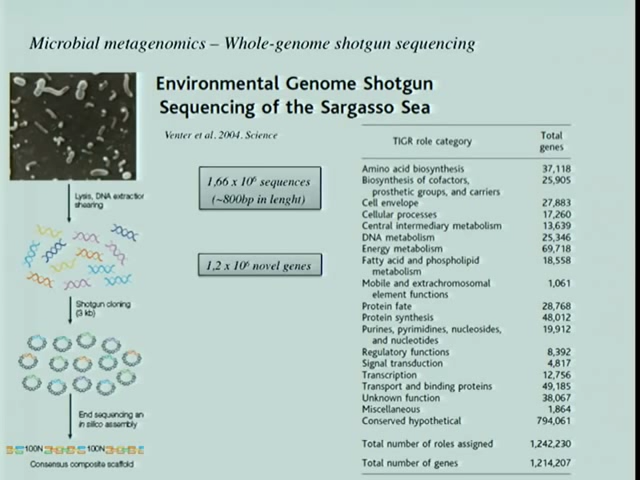 Microbial metagenomics – Whole-genome shotgun sequencing
Environmental Genome Shotgun
Sequencing of the Sargasso Sea
Venter et al. 2004. Science
1,66 x 10⁶ sequences
(~800bp in lenght)
1,2 x 10⁶ novel genes
Lysis, DNA extraction
shearing
Shotgun cloning
(3 kb)
End sequencing an
in silico assembly
100N 100N
Consensus composite scaffold
TIGR role category Total genes
Amino acid biosynthesis 37,118
Biosynthesis of cofactors, 25,905
prosthetic groups, and carriers
Cell envelope 27,883
Cellular processes 17,260
Central intermediary metabolism 13,639
DNA metabolism 25,346
Energy metabolism 69,718
Fatty acid and phospholipid 18,558
metabolism
Mobile and extrachromosomal 1,061
element functions
Protein fate 28,768
Protein synthesis 48,012
Purines, pyrimidines, nucleosides, 19,912
and nucleotides
Regulatory functions 8,392
Signal transduction 4,817
Transcription 12,756
Transport and binding proteins 49,185
Unknown function 38,067
Miscellaneous 1,864
Conserved hypothetical 794,061
Total number of roles assigned 1,242,230
Total number of genes 1,214,207